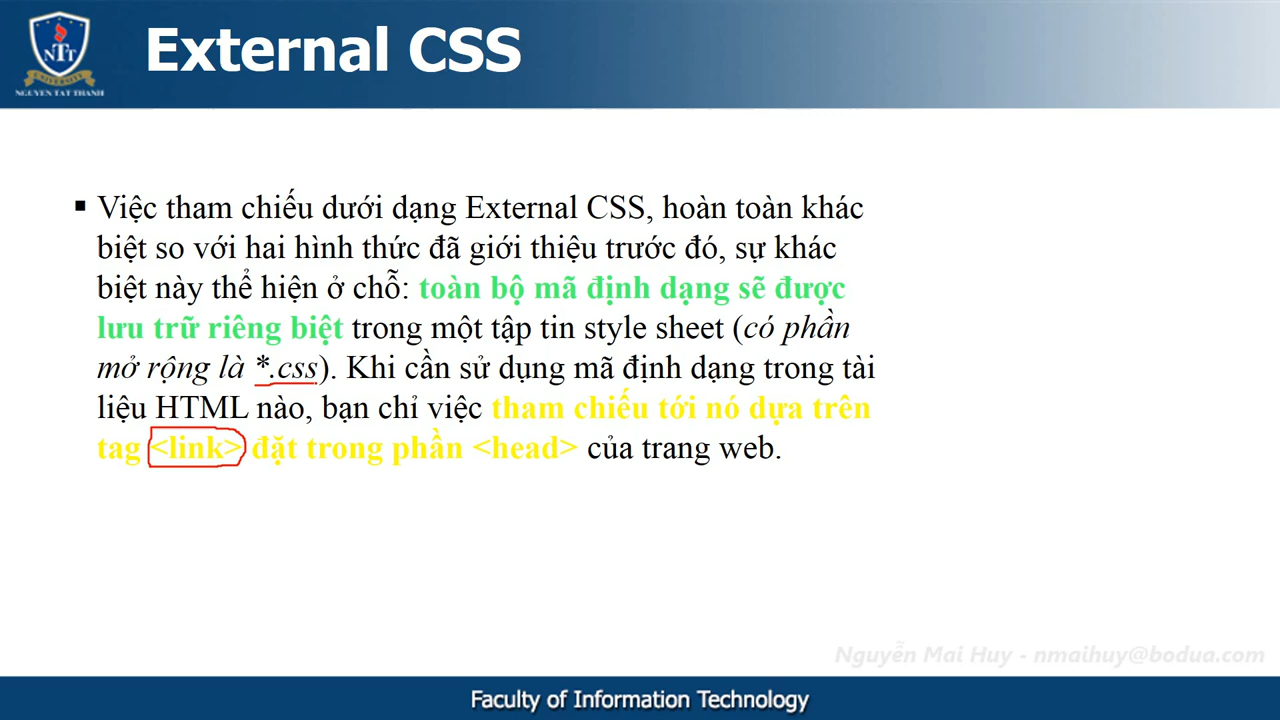 NTT
UNIVERSITY
NGUYEN TAT THANH
External CSS
▪ Việc tham chiếu dưới dạng External CSS, hoàn toàn khác
biệt so với hai hình thức đã giới thiệu trước đó, sự khác
biệt này thể hiện ở chỗ: toàn bộ mã định dạng sẽ được
lưu trữ riêng biệt trong một tập tin style sheet (có phần
mở rộng là *.css). Khi cần sử dụng mã định dạng trong tài
liệu HTML nào, bạn chỉ việc tham chiếu tới nó dựa trên
tag <link> đặt trong phần <head> của trang web.
Nguyễn Mai Huy - nmaihuy@bodua.com
Faculty of Information Technology